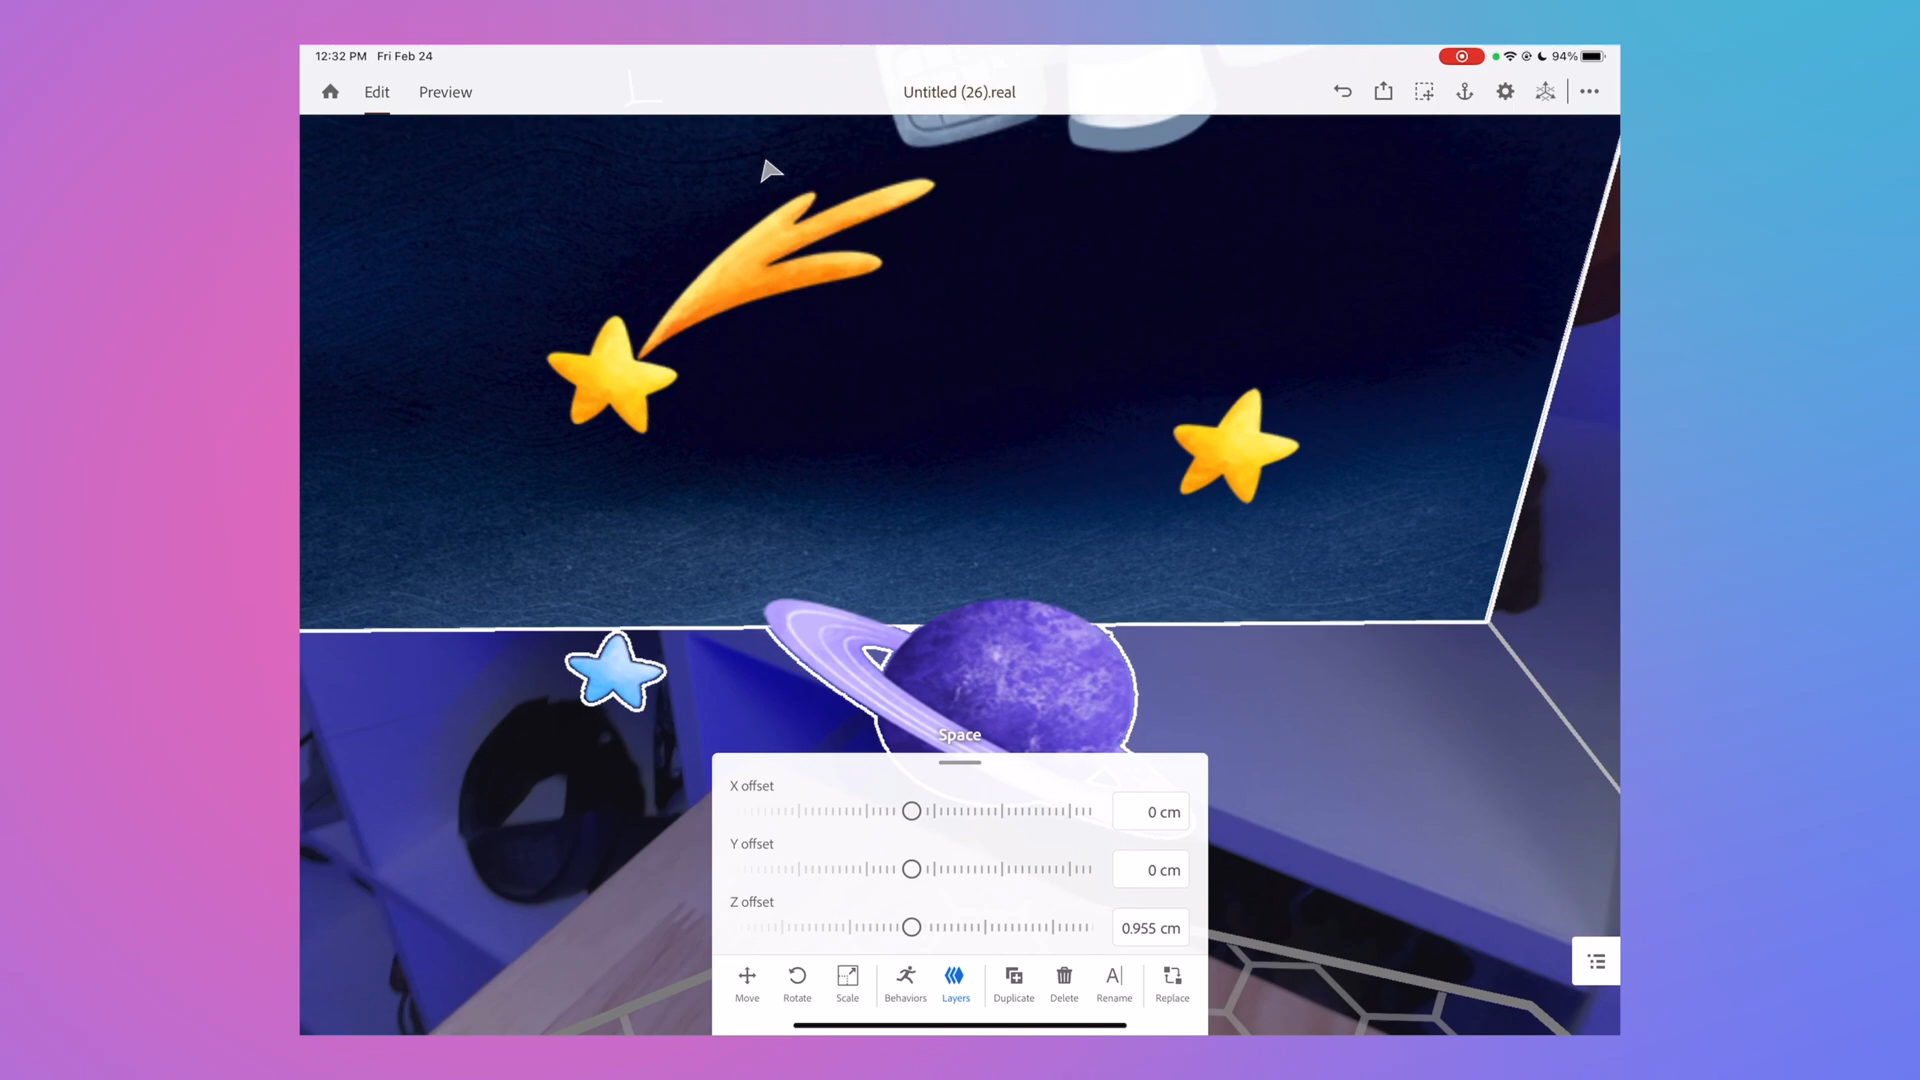 12:32 PM Fri Feb 24
94%
Edit Preview
Untitled (26).real
Space
X offset
0 cm
Y offset
0 cm
Z offset
0.955 cm
Move Rotate Scale Behaviors Layers Duplicate Delete Rename Replace